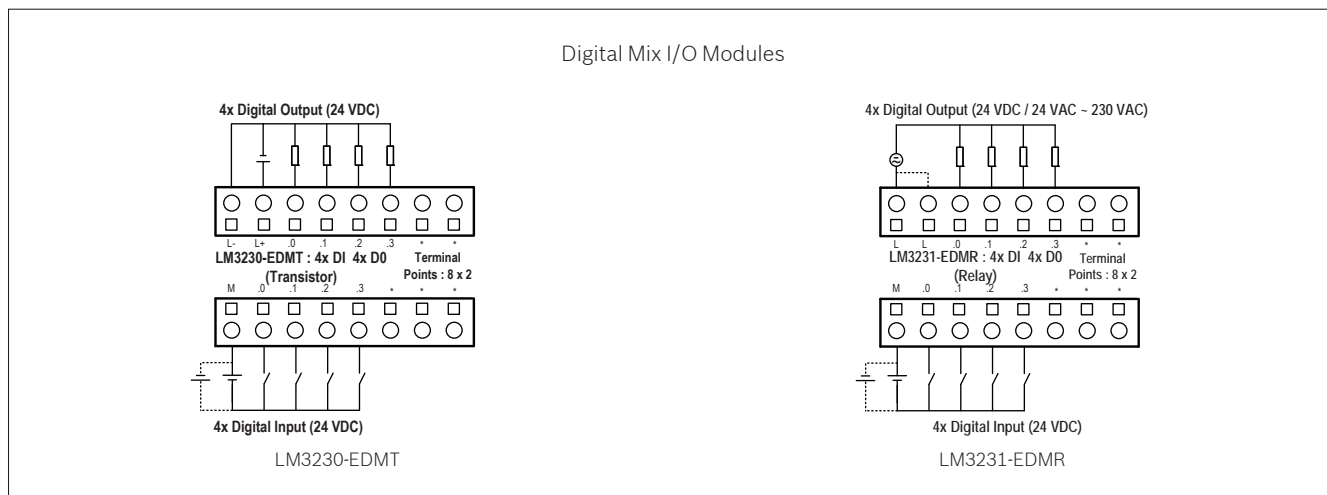 Digital Mix I/O Modules
4x Digital Output (24 VDC)
L- L+ .0 .1 .2 .3 * *
LM3230-EDMT : 4x DI 4x D0 Terminal
(Transistor) Points : 8 x 2
M .0 .1 .2 .3 * * *
4x Digital Input (24 VDC)
LM3230-EDMT
4x Digital Output (24 VDC / 24 VAC ~ 230 VAC)
L L .0 .1 .2 .3 * *
LM3231-EDMR : 4x DI 4x D0 Terminal
(Relay) Points : 8 x 2
M .0 .1 .2 .3 * * *
4x Digital Input (24 VDC)
LM3231-EDMR